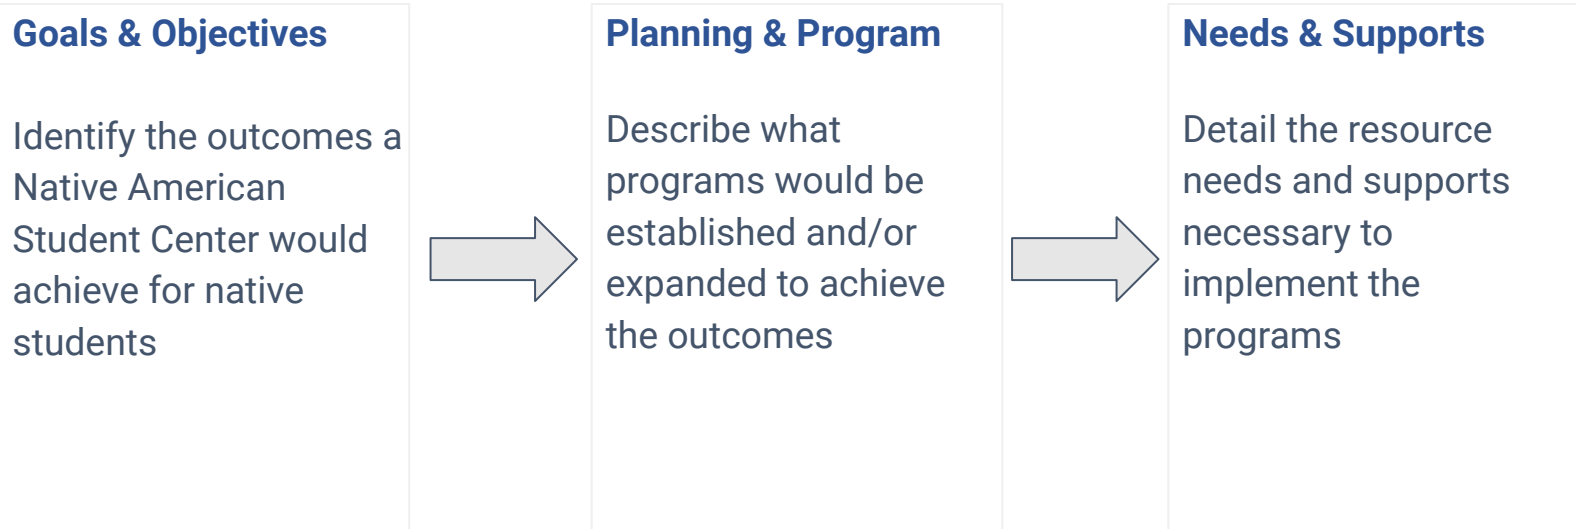 Goals & Objectives
Identify the outcomes a
Native American
Student Center would
achieve for native
students
Planning & Program
Describe what
programs would be
established and/or
expanded to achieve
the outcomes
Needs & Supports
Detail the resource
needs and supports
necessary to
implement the
programs